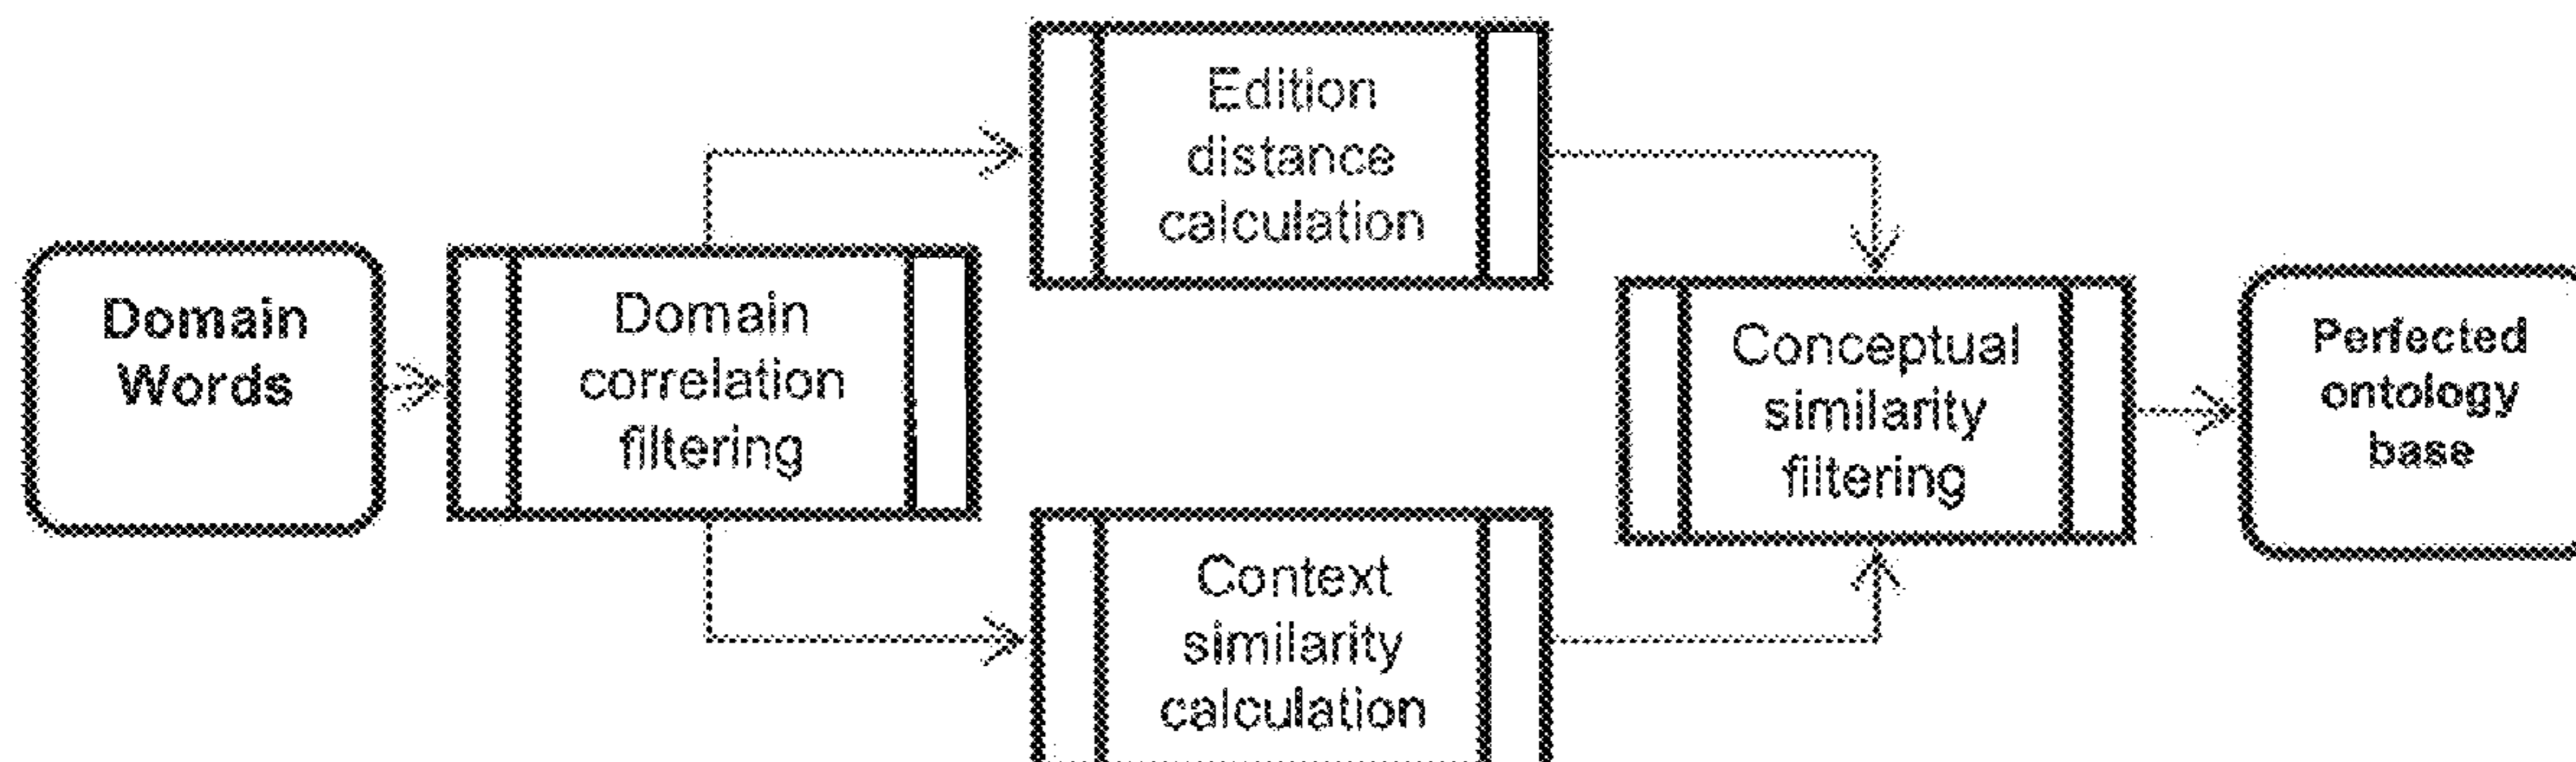 Domain
Words
Domain
correlation
filtering
Edition
distance
calculation
Context
similarity
calculation
Conceptual
similarity
filtering
Perfected
ontology
base